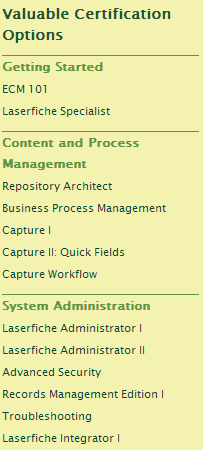 Valuable Certification
Options
Getting Started
ECM 101
Laserfiche Specialist
Content and Process
Management
Repository Architect
Business Process Management
Capture I
Capture II: Quick Fields
Capture Workflow
System Administration
Laserfiche Administrator I
Laserfiche Administrator II
Advanced Security
Records Management Edition I
Troubleshooting
Laserfiche Integrator I